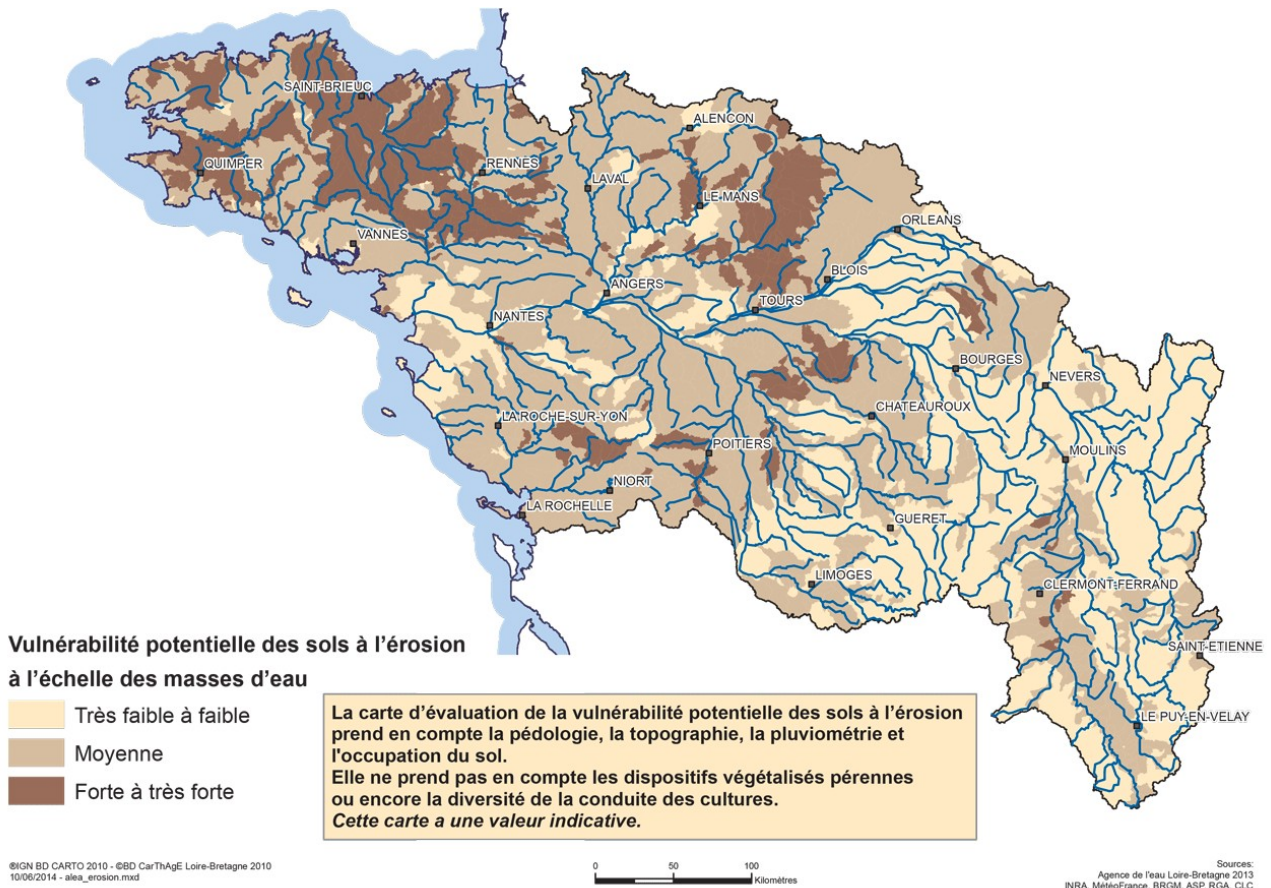 SAINT-BRIEUC
ALENCON
QUIMPER
RENNES
LAVAL
LE MANS
VANNES
ORLEANS
BLOIS
ANGERS
TOURS
NANTES
BOURGES
NEVERS
CHATEAUROUX
LA ROCHE-SUR-YON
POITIERS
MOULINS
NIORT
LA ROCHELLE
GUERET
LIMOGES
CLERMONT-FERRAND
SAINT-ETIENNE
LE PUY-EN-VELAY
Vulnérabilité potentielle des sols à l'érosion
à l'échelle des masses d'eau
Très faible à faible
Moyenne
Forte à très forte
La carte d'évaluation de la vulnérabilité potentielle des sols à l'érosion
prend en compte la pédologie, la topographie, la pluviométrie et
l'occupation du sol.
Elle ne prend pas en compte les dispositifs végétalisés pérennes
ou encore la diversité de la conduite des cultures.
Cette carte a une valeur indicative.
®IGN BD CARTO 2010 - ©BD CarThAgE Loire-Bretagne 2010
10/06/2014 - alea_erosion.mxd
0 50 100
Kilomètres
Sources:
Agence de l'eau Loire-Bretagne 2013
INRA, MétéoFrance, BRGM, ASP, RGA, CLC